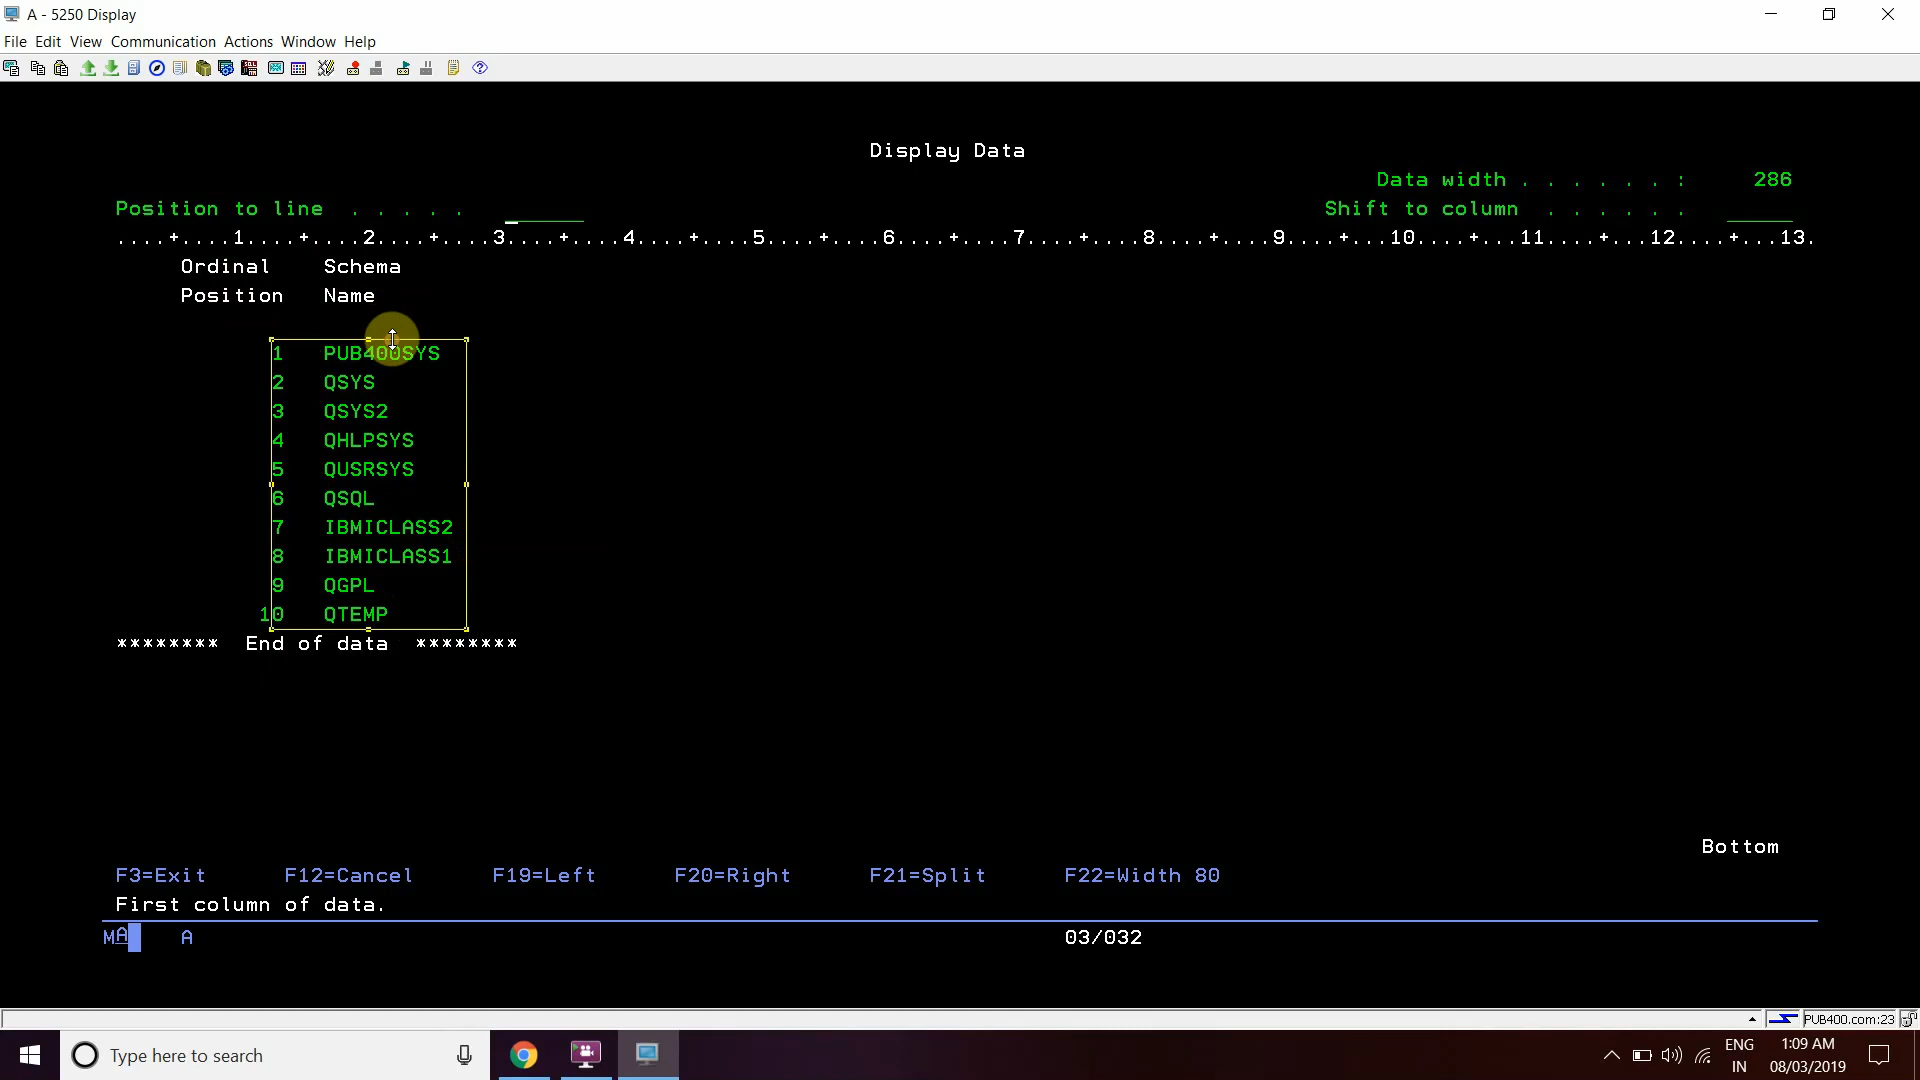 A - 5250 Display
File Edit View Communication Actions Window Help
Display Data
Data width . . . . . . : 286
Position to line . . . . . Shift to column . . . . . .
....+....1....+....2....+....3....+....4....+....5....+....6....+....7....+....8....+....9....+...10....+...11....+...12....+...13.
Ordinal Schema
Position Name
1 PUB400SYS
2 QSYS
3 QSYS2
4 QHLPSYS
5 QUSRSYS
6 QSQL
7 IBMICLASS2
8 IBMICLASS1
9 QGPL
10 QTEMP
******** End of data ********
Bottom
F3=Exit F12=Cancel F19=Left F20=Right F21=Split F22=Width 80
First column of data.
MA A 03/032
PUB400.com:23
Type here to search
ENG 1:09 AM
IN 08/03/2019